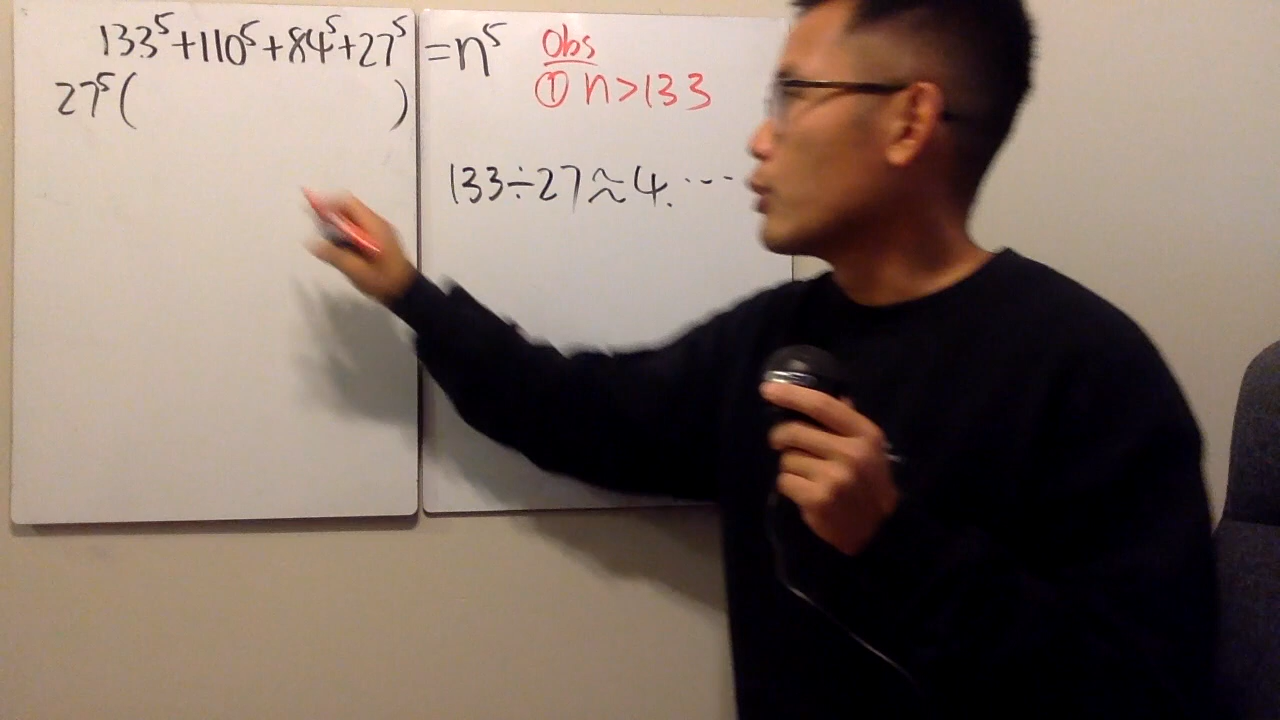 133⁵+110⁵+84⁵+27⁵ = n⁵
27⁵( )
Obs
① n>133
133÷27≈4.---